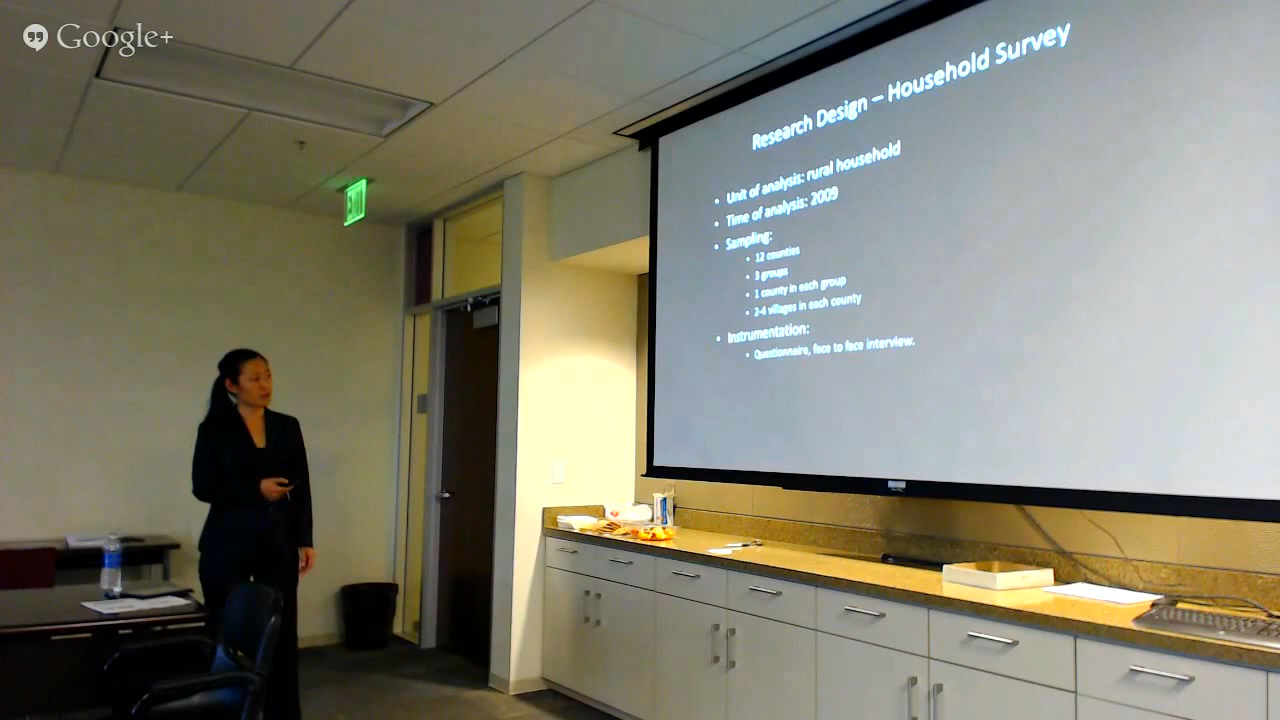 Google+
EXIT
Research Design – Household Survey
• Unit of analysis: rural household
• Time of analysis: 2009
• Sampling:
• 12 counties
• 3 groups
• 1 county in each group
• 2-4 villages in each county
• Instrumentation:
• Questionnaire, face to face interview.